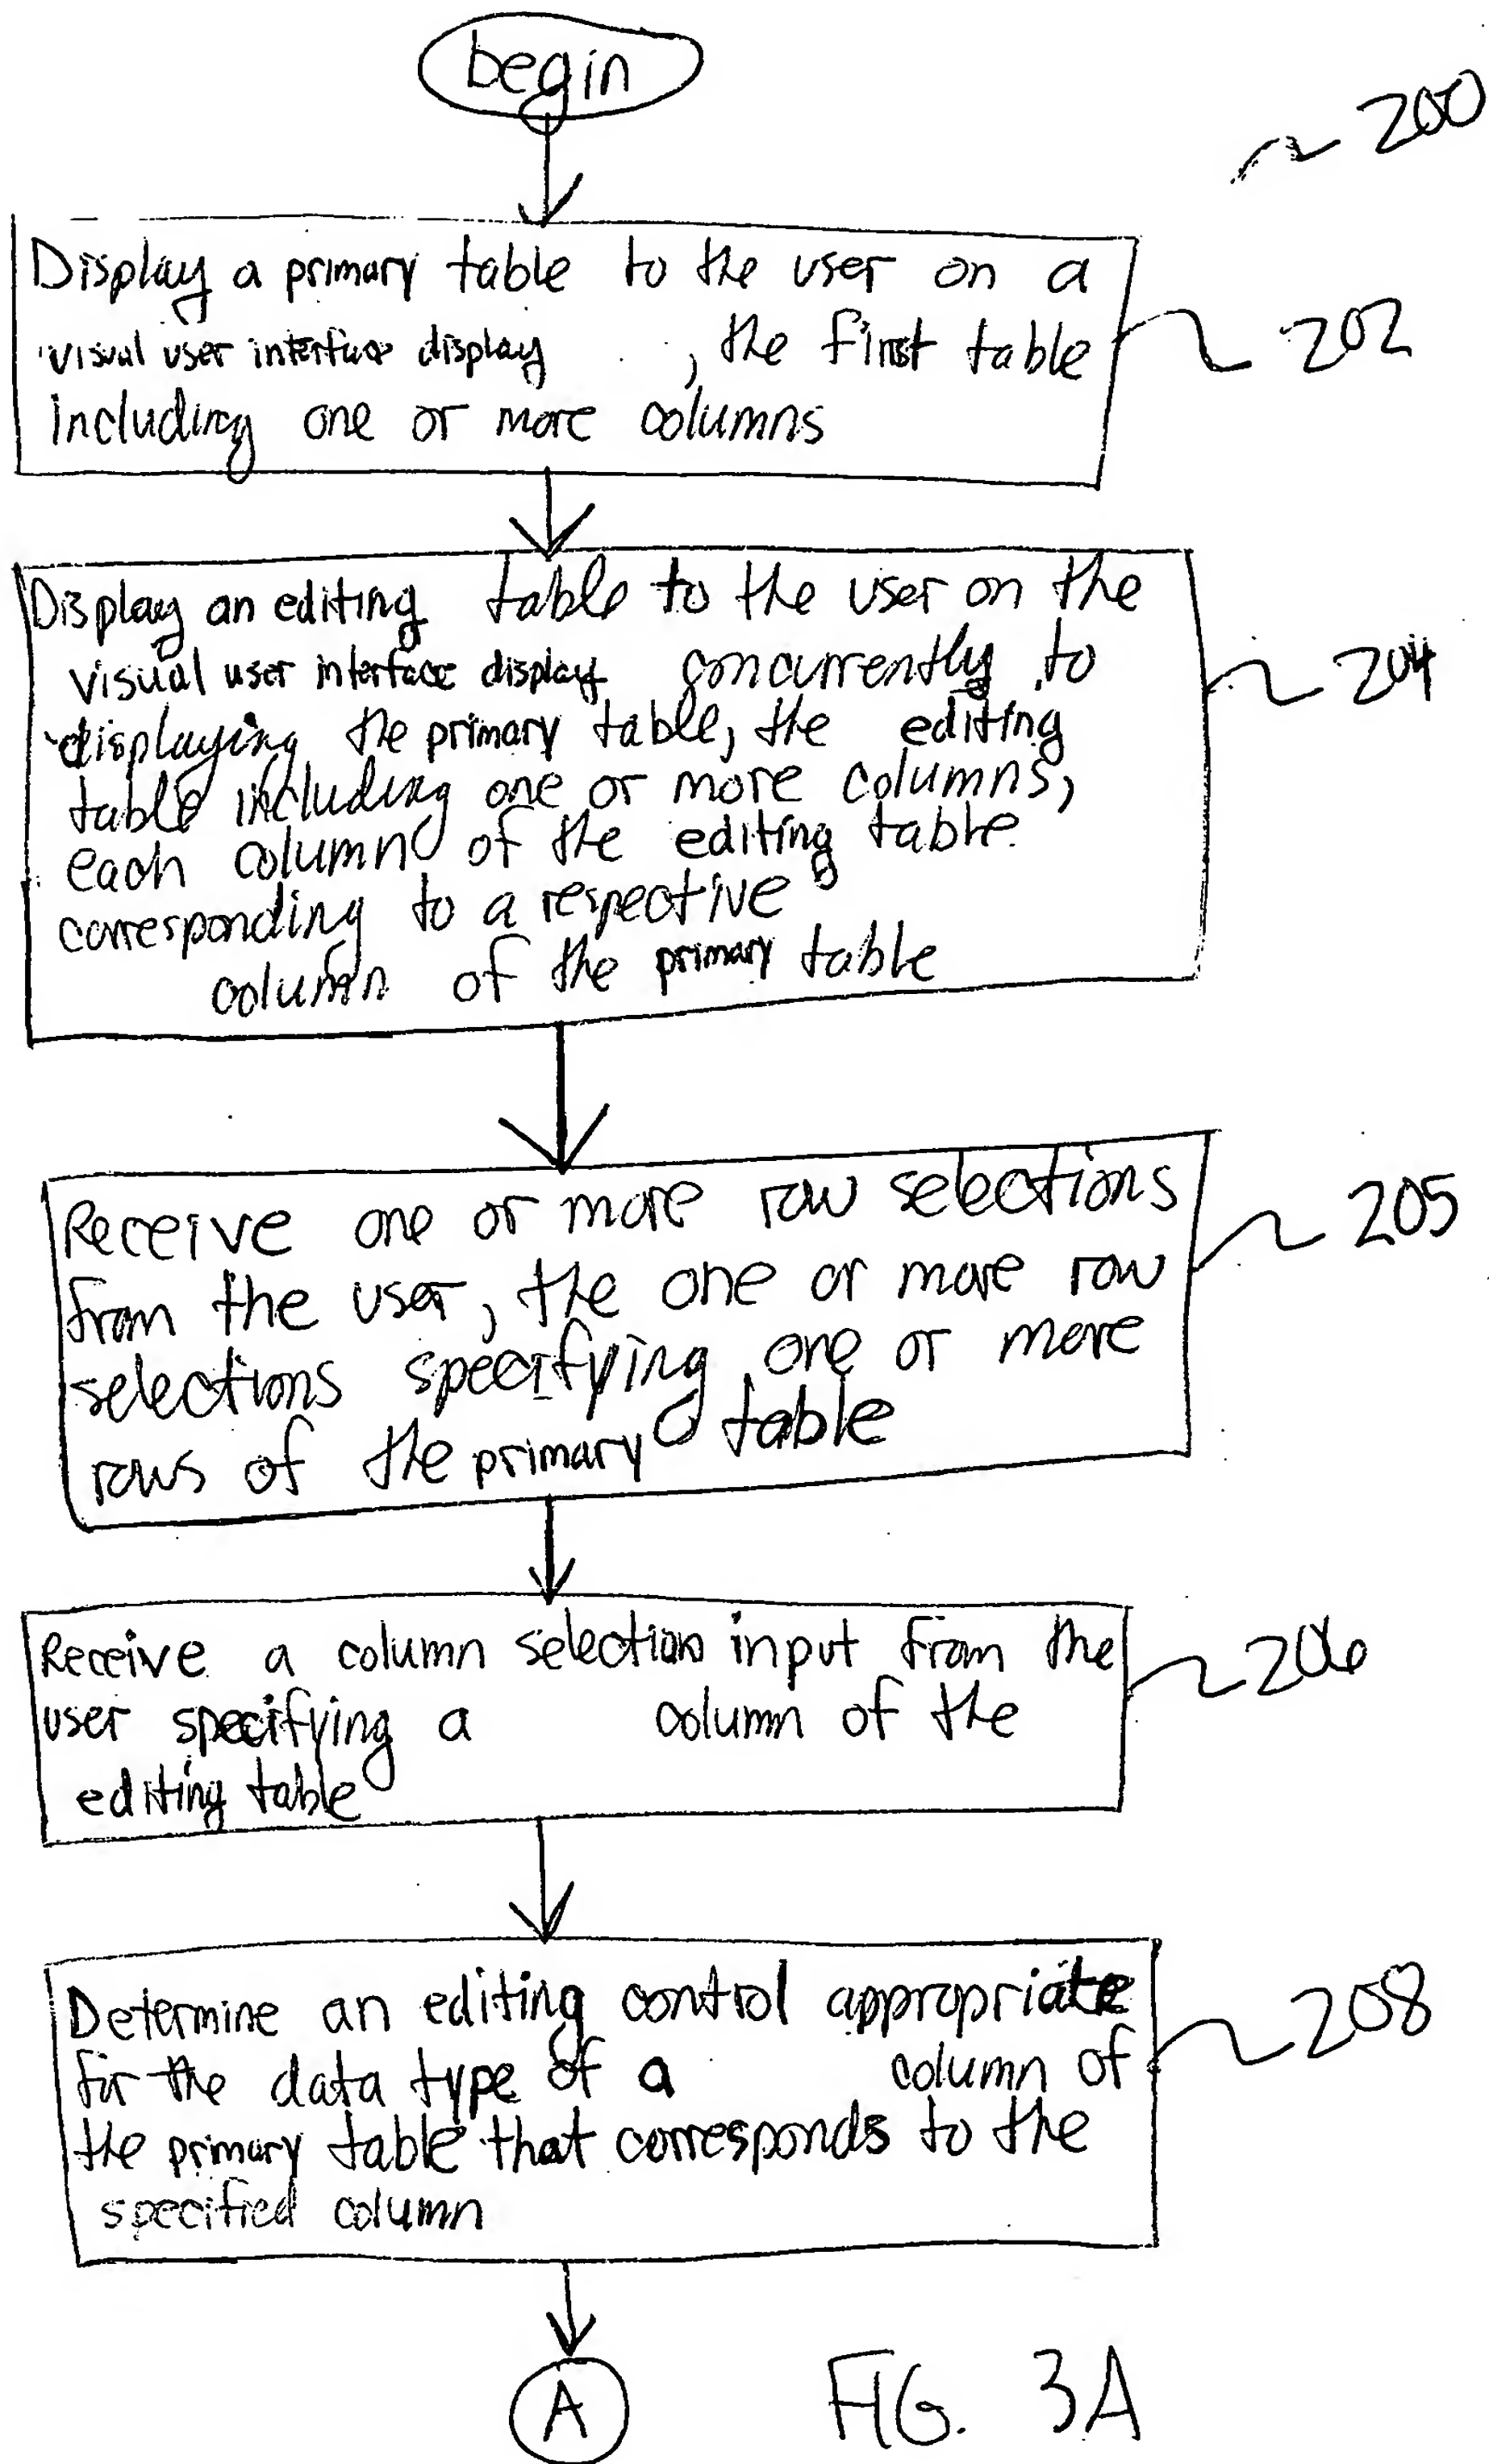 begin
200
Display a primary table to the user on a
visual user interface display , the first table
including one or more columns
202
Display an editing table to the user on the
visual user interface display concurrently to
displaying the primary table, the editing
table including one or more columns,
each column of the editing table
corresponding to a respective
column of the primary table
204
Receive one or more row selections
from the user, the one or more row
selections specifying one or more
rows of the primary table
205
Receive a column selection input from the
user specifying a column of the
editing table
206
Determine an editing control appropriate
for the data type of a column of
the primary table that corresponds to the
specified column
208
A
FIG. 3A